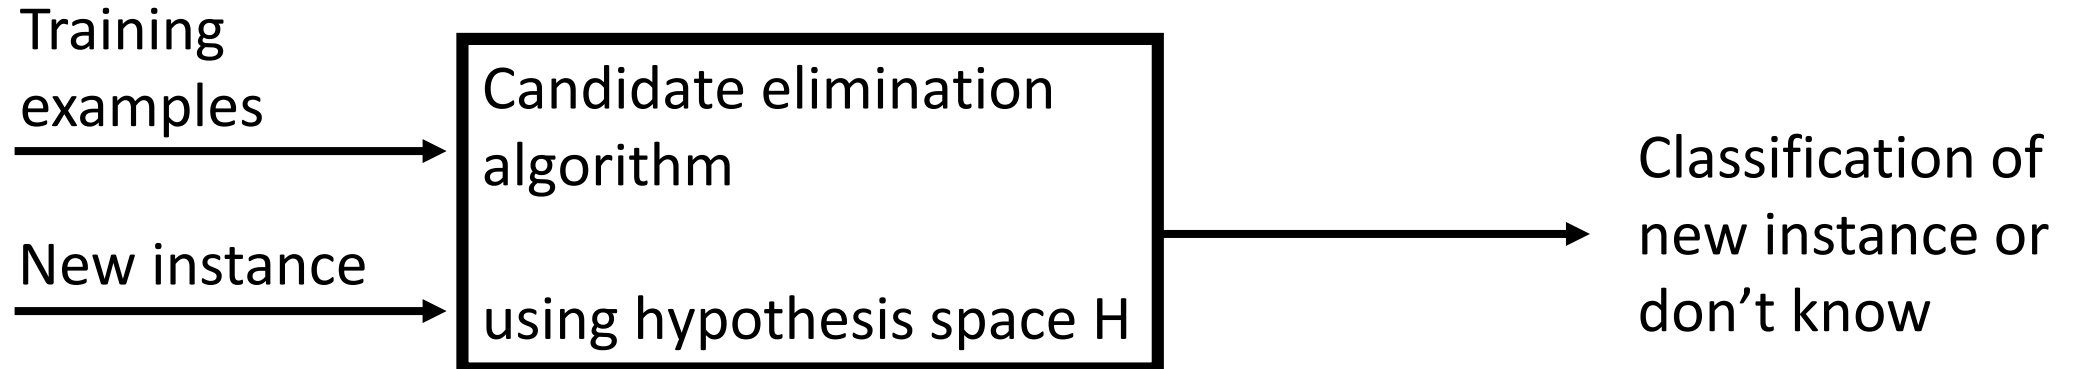 Training
examples
New instance
Candidate elimination
algorithm
using hypothesis space H
Classification of
new instance or
don’t know